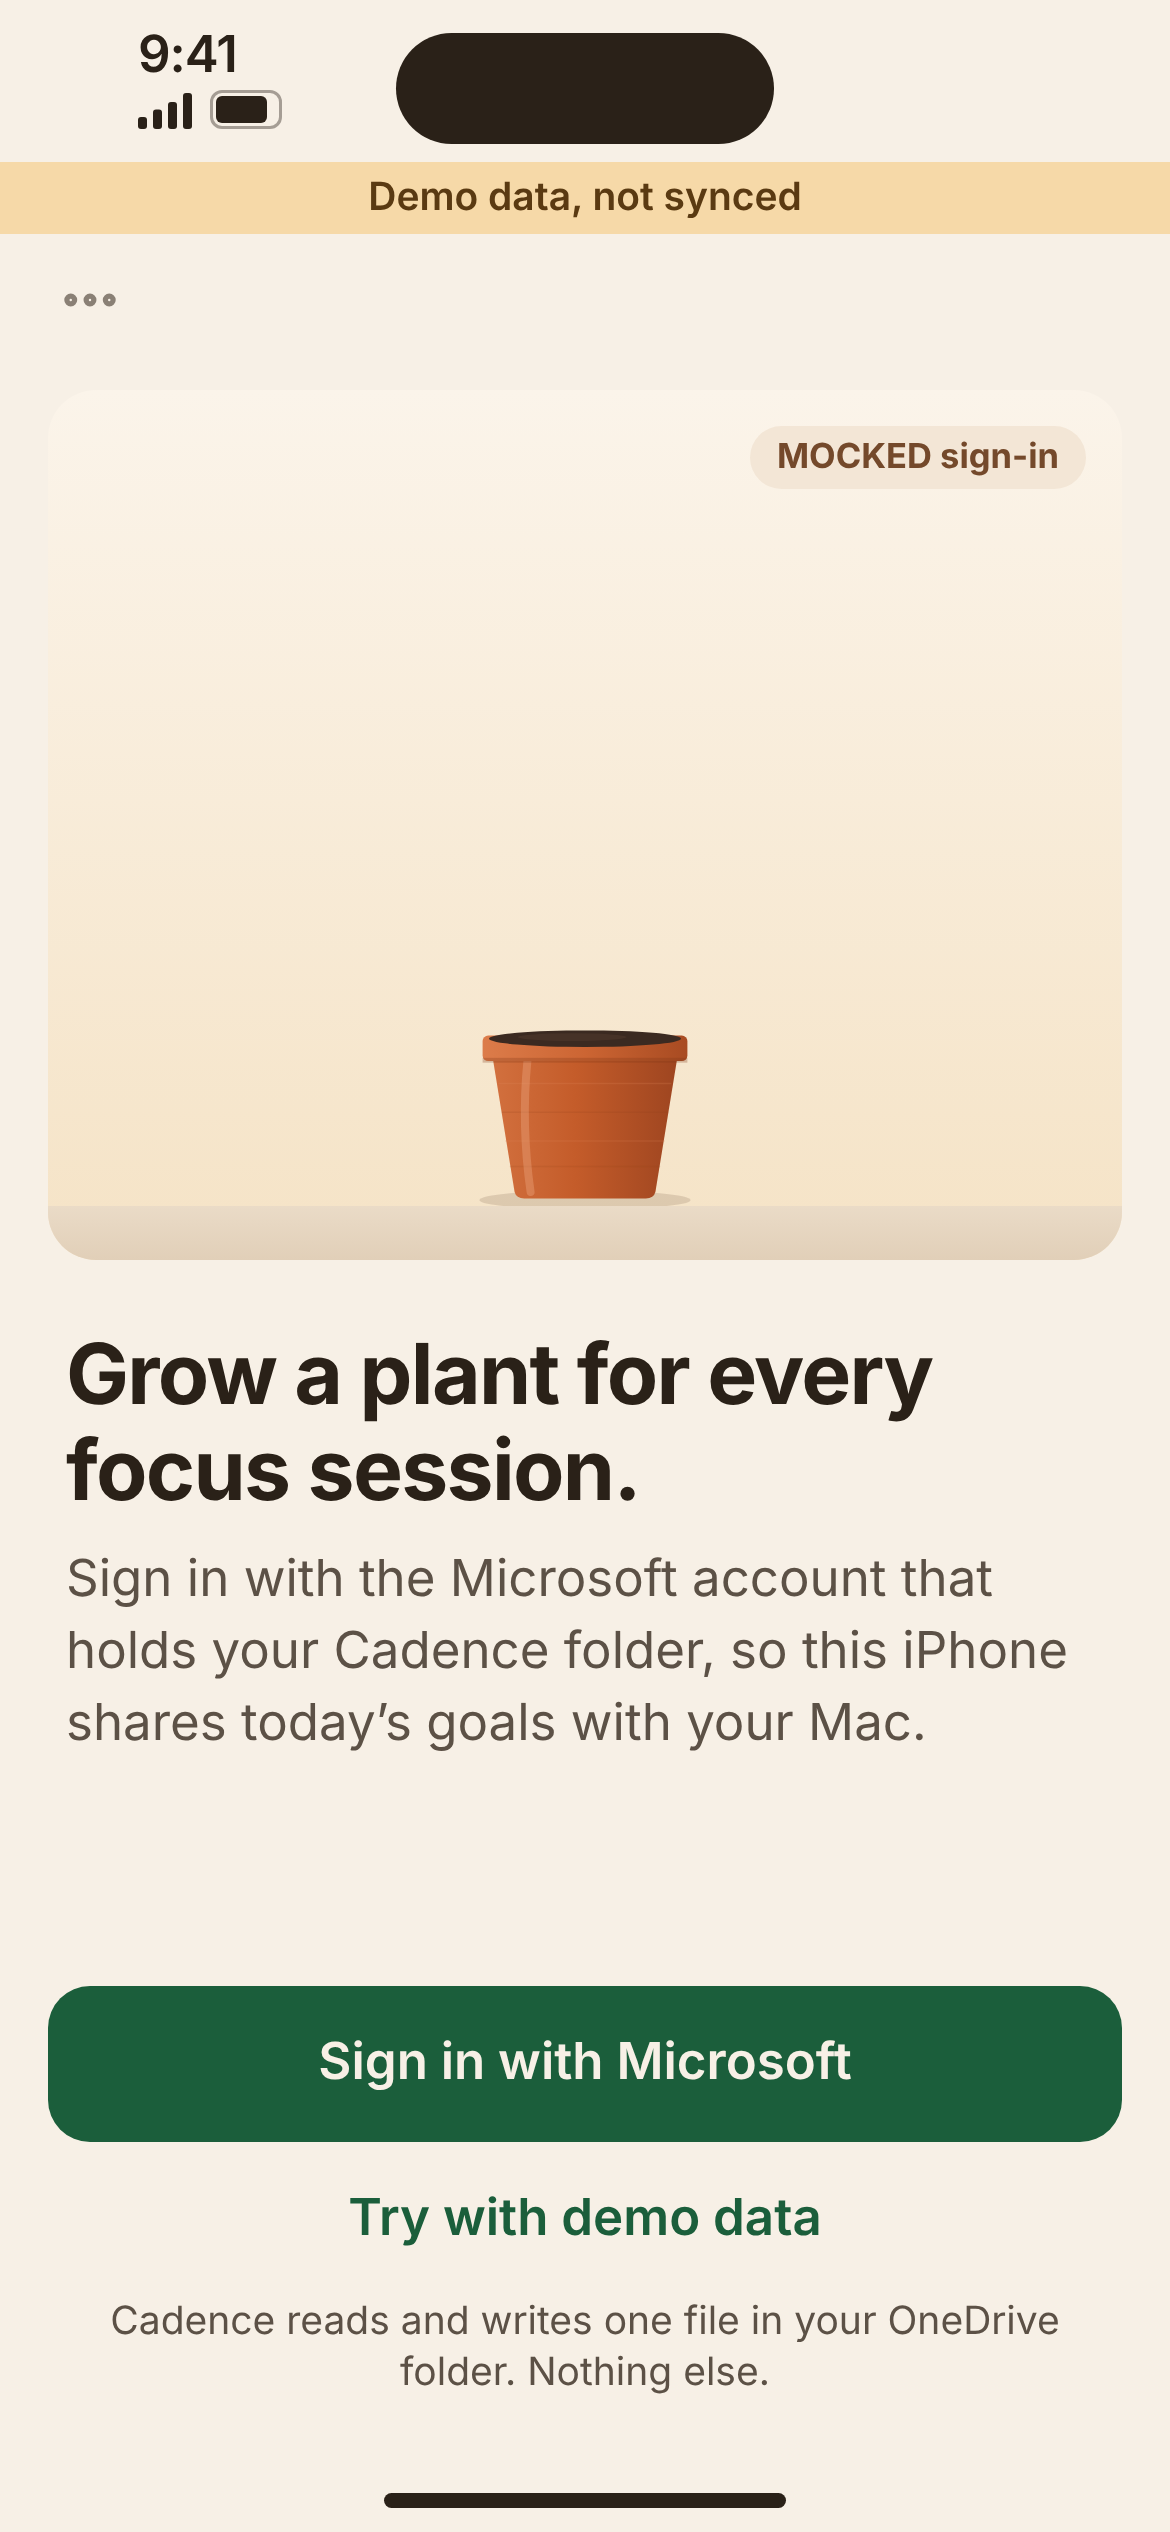 9:41
Demo data, not synced
MOCKED sign-in
Grow a plant for every
focus session.
Sign in with the Microsoft account that
holds your Cadence folder, so this iPhone
shares today’s goals with your Mac.
Sign in with Microsoft
Try with demo data
Cadence reads and writes one file in your OneDrive
folder. Nothing else.